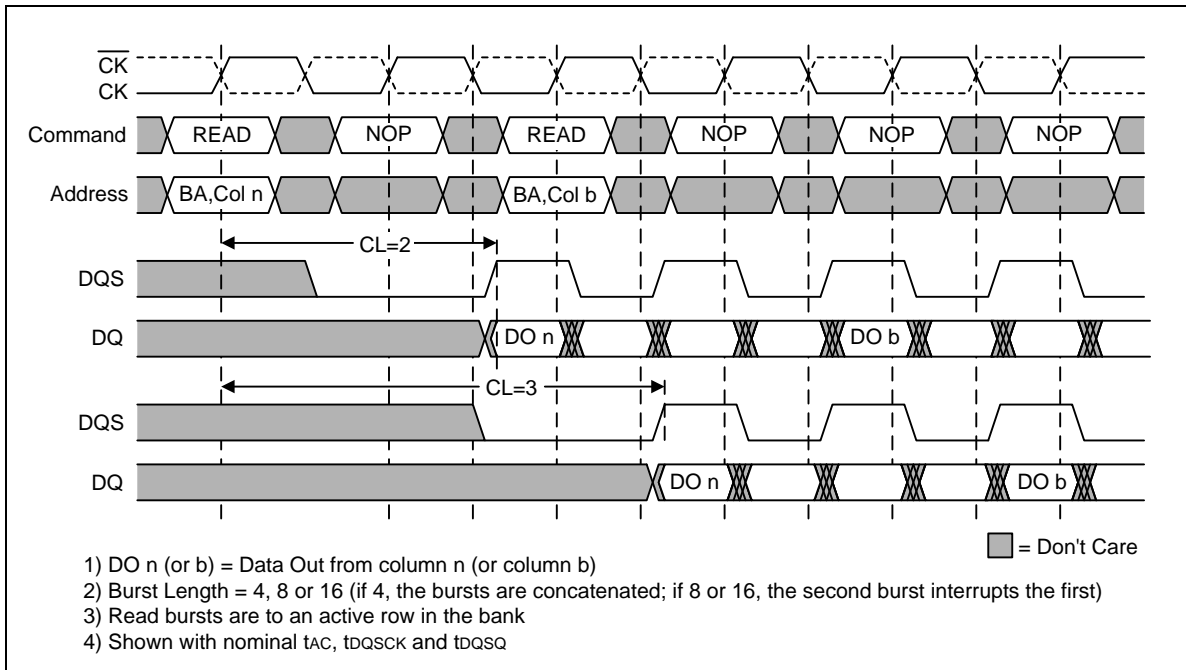 CK
CK
Command READ NOP READ NOP NOP NOP
Address BA,Col n BA,Col b
CL=2
DQS
DQ DO n DO b
CL=3
DQS
DQ DO n DO b
= Don't Care
1) DO n (or b) = Data Out from column n (or column b)
2) Burst Length = 4, 8 or 16 (if 4, the bursts are concatenated; if 8 or 16, the second burst interrupts the first)
3) Read bursts are to an active row in the bank
4) Shown with nominal tAC, tDQSCK and tDQSQ